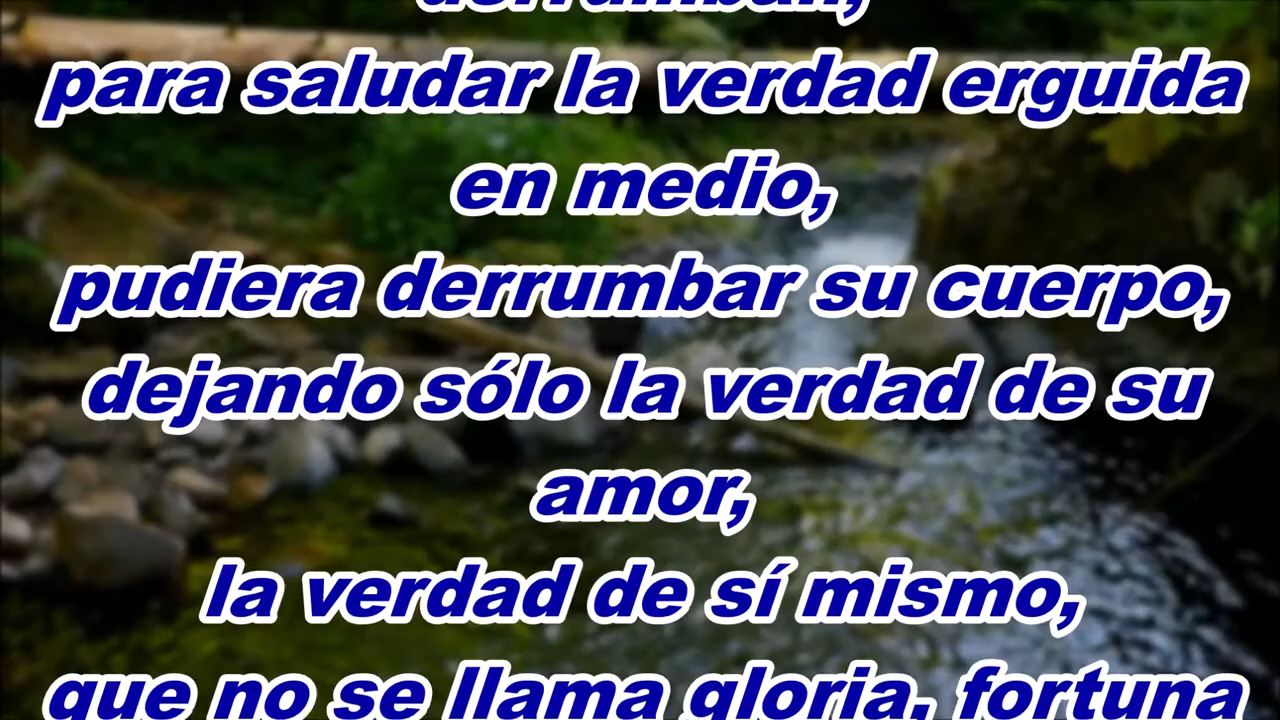 derrumban,
para saludar la verdad erguida
en medio,
pudiera derrumbar su cuerpo,
dejando sólo la verdad de su
amor,
la verdad de sí mismo,
que no se llama gloria, fortuna